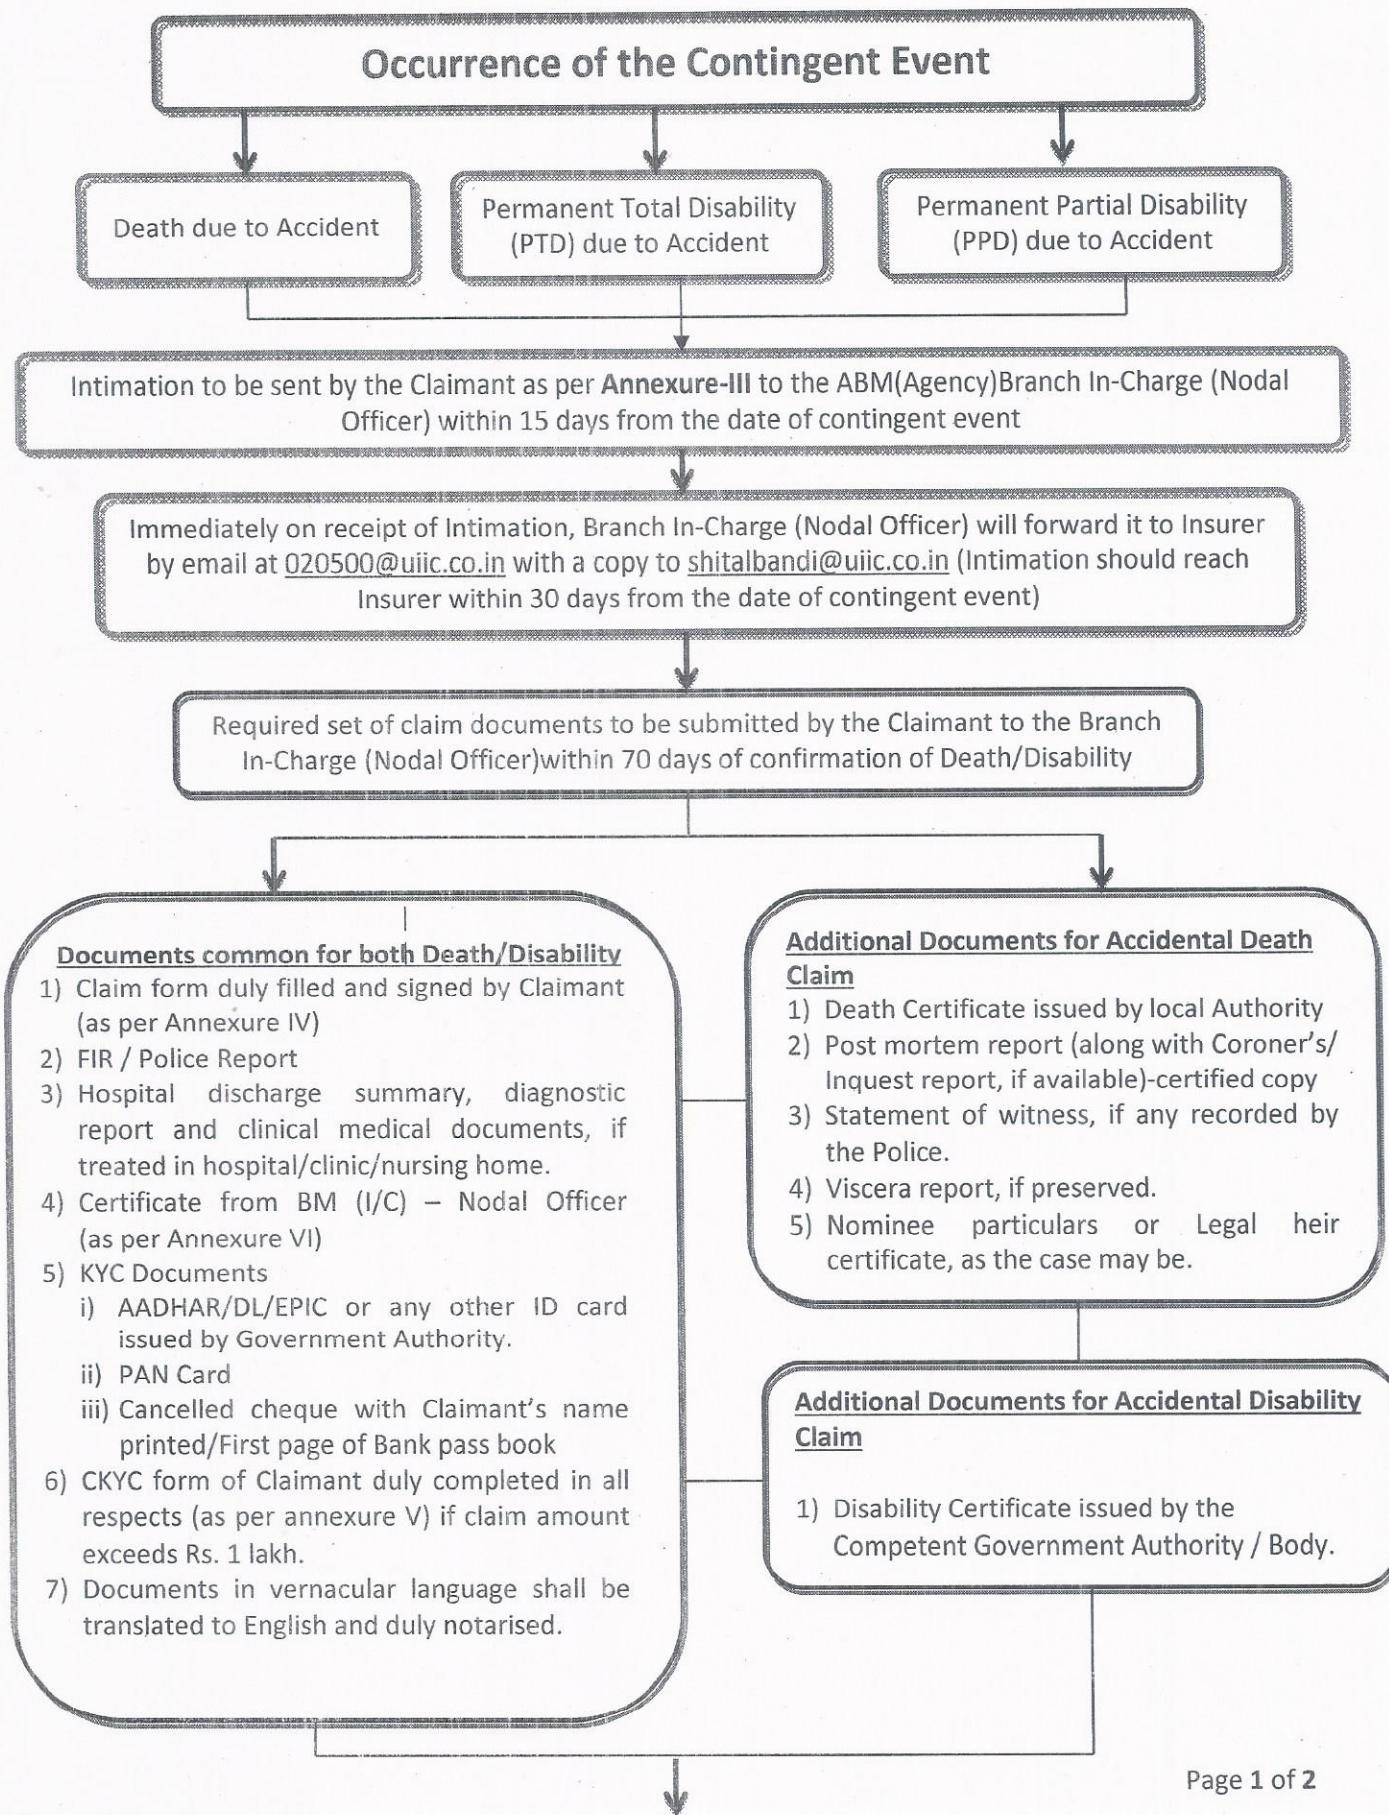 Occurrence of the Contingent Event
Death due to Accident
Permanent Total Disability
(PTD) due to Accident
Permanent Partial Disability
(PPD) due to Accident
Intimation to be sent by the Claimant as per Annexure-III to the ABM(Agency)Branch In-Charge (Nodal
Officer) within 15 days from the date of contingent event
Immediately on receipt of Intimation, Branch In-Charge (Nodal Officer) will forward it to Insurer
by email at 020500@uiic.co.in with a copy to shitalbandi@uiic.co.in (Intimation should reach
Insurer within 30 days from the date of contingent event)
Required set of claim documents to be submitted by the Claimant to the Branch
In-Charge (Nodal Officer)within 70 days of confirmation of Death/Disability
Documents common for both Death/Disability
1) Claim form duly filled and signed by Claimant
(as per Annexure IV)
2) FIR / Police Report
3) Hospital discharge summary, diagnostic
report and clinical medical documents, if
treated in hospital/clinic/nursing home.
4) Certificate from BM (I/C) – Nodal Officer
(as per Annexure VI)
5) KYC Documents
i) AADHAR/DL/EPIC or any other ID card
issued by Government Authority.
ii) PAN Card
iii) Cancelled cheque with Claimant's name
printed/First page of Bank pass book
6) CKYC form of Claimant duly completed in all
respects (as per annexure V) if claim amount
exceeds Rs. 1 lakh.
7) Documents in vernacular language shall be
translated to English and duly notarised.
Additional Documents for Accidental Death
Claim
1) Death Certificate issued by local Authority
2) Post mortem report (along with Coroner's/
Inquest report, if available)-certified copy
3) Statement of witness, if any recorded by
the Police.
4) Viscera report, if preserved.
5) Nominee particulars or Legal heir
certificate, as the case may be.
Additional Documents for Accidental Disability
Claim
1) Disability Certificate issued by the
Competent Government Authority / Body.
Page 1 of 2